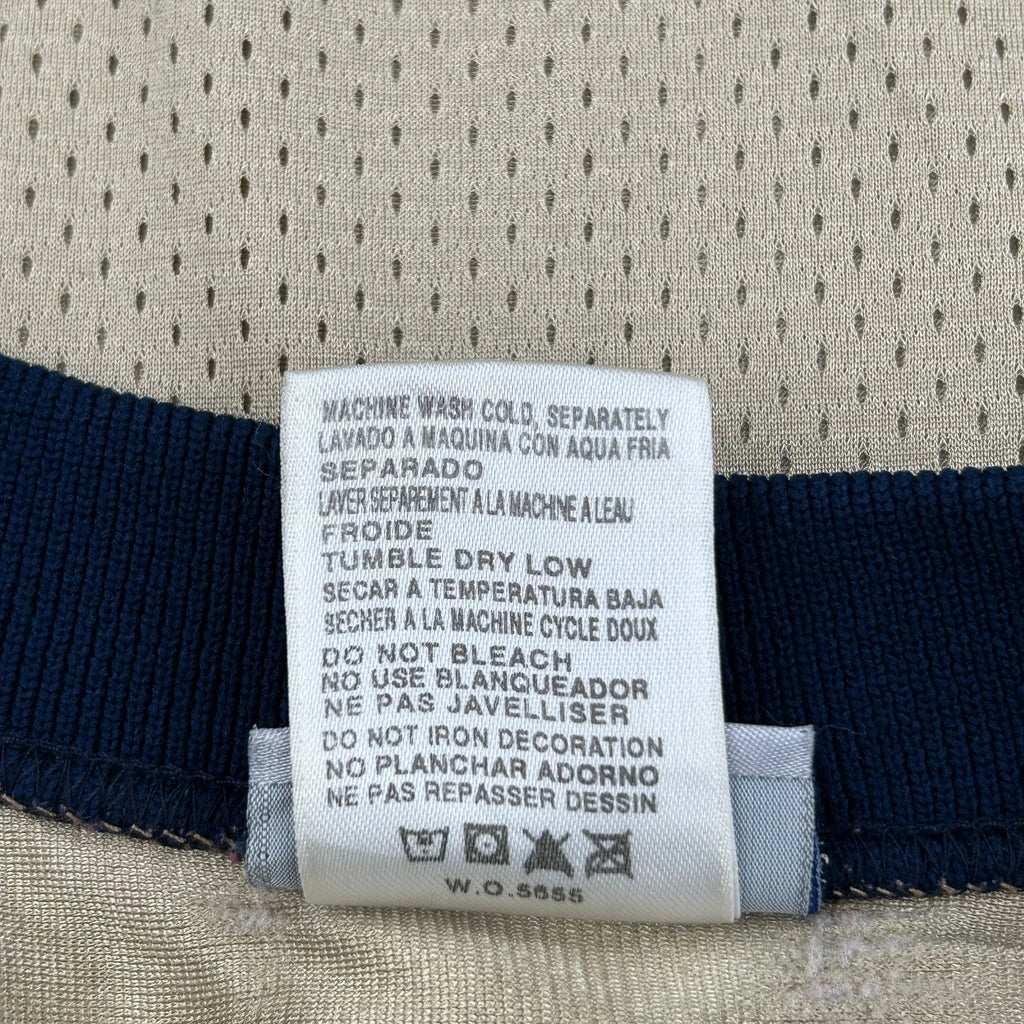 MACHINE WASH COLD, SEPARATELY
LAVADO A MAQUINA CON AQUA FRIA
SEPARADO
LAVER SEPAREMENT A LA MACHINE A LEAU
FROIDE
TUMBLE DRY LOW
SECAR A TEMPERATURA BAJA
SECHER A LA MACHINE CYCLE DOUX
DO NOT BLEACH
NO USE BLANQUEADOR
NE PAS JAVELLISER
DO NOT IRON DECORATION
NO PLANCHAR ADORNO
NE PAS REPASSER DESSIN
W.O.5655